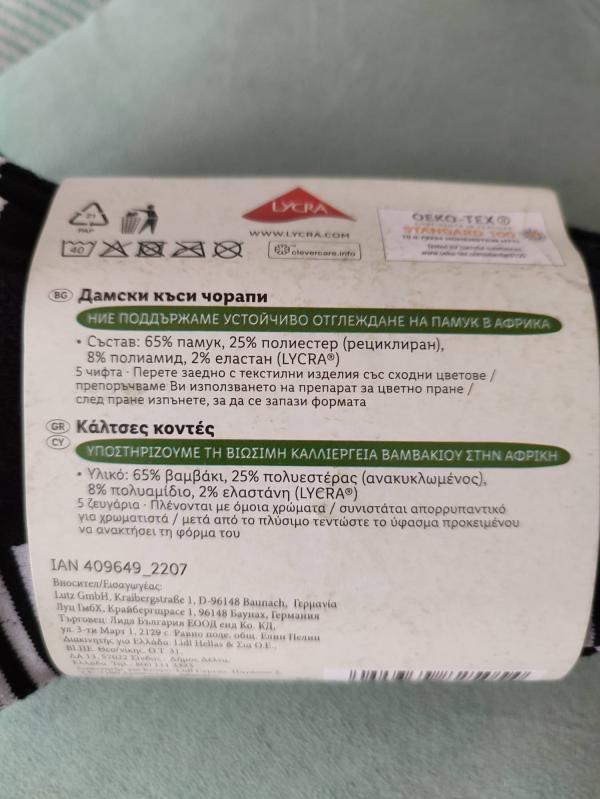 21
PAP
LYCRA
WWW.LYCRA.COM
OEKO-TEX®
STANDARD 100
40
clevercare.info
BG Дамски къси чорапи
НИЕ ПОДДЪРЖАМЕ УСТОЙЧИВО ОТГЛЕЖДАНЕ НА ПАМУК В АФРИКА
• Състав: 65% памук, 25% полиестер (рециклиран),
8% полиамид, 2% еластан (LYCRA®)
5 чифта · Перете заедно с текстилни изделия със сходни цветове /
препоръчваме Ви използването на препарат за цветно пране /
след пране изпънете, за да се запази формата
GR Κάλτσες κοντές
CY
ΥΠΟΣΤΗΡΙΖΟΥΜΕ ΤΗ ΒΙΩΣΙΜΗ ΚΑΛΛΙΕΡΓΕΙΑ ΒΑΜΒΑΚΙΟΥ ΣΤΗΝ ΑΦΡΙΚΗ
• Υλικό: 65% βαμβάκι, 25% πολυεστέρας (ανακυκλωμένος),
8% πολυαμίδιο, 2% ελαστάνη (LYCRA®)
5 ζευγάρια · Πλένονται με όμοια χρώματα / συνιστάται απορρυπαντικό
για χρωματιστά / μετά από το πλύσιμο τεντώστε το ύφασμα προκειμένου
να ανακτήσει τη φόρμα του
IAN 409649_2207
Вносител/Εισαγωγέας:
Lutz GmbH, Kraibergstraße 1, D-96148 Baunach, Γερμανία
Луц ГмбХ, Крайбергщрасе 1, 96148 Баунах, Германия
Търговец: Лидл България ЕООД енд Ко. КД,
ул. 3-ти Март 1, 2129 с. Равно поле, общ. Елин Пелин
Διακινητής για Ελλάδα: Lidl Hellas & Σια Ο.Ε.,